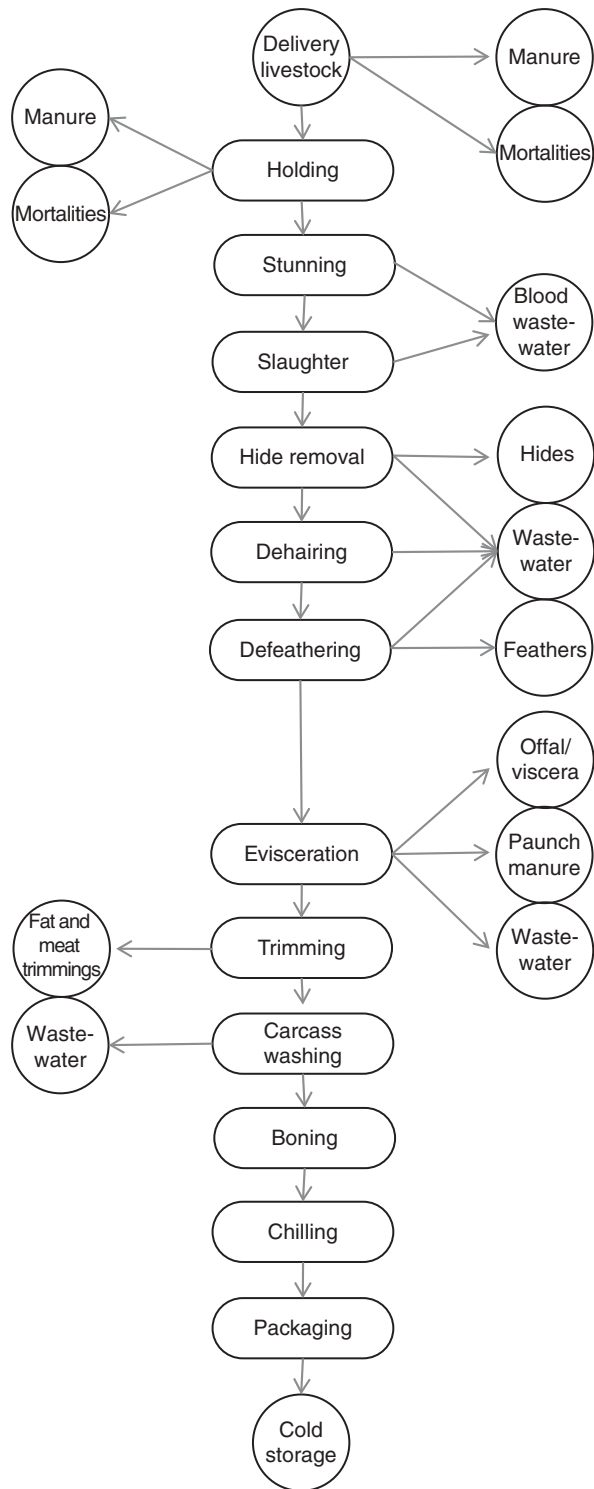 Delivery
livestock
Manure
Mortalities
Manure
Mortalities
Holding
Stunning
Blood
waste-
water
Slaughter
Hide removal
Hides
Dehairing
Waste-
water
Defeathering
Feathers
Offal/
viscera
Evisceration
Paunch
manure
Waste-
water
Fat and
meat
trimmings
Trimming
Waste-
water
Carcass
washing
Boning
Chilling
Packaging
Cold
storage